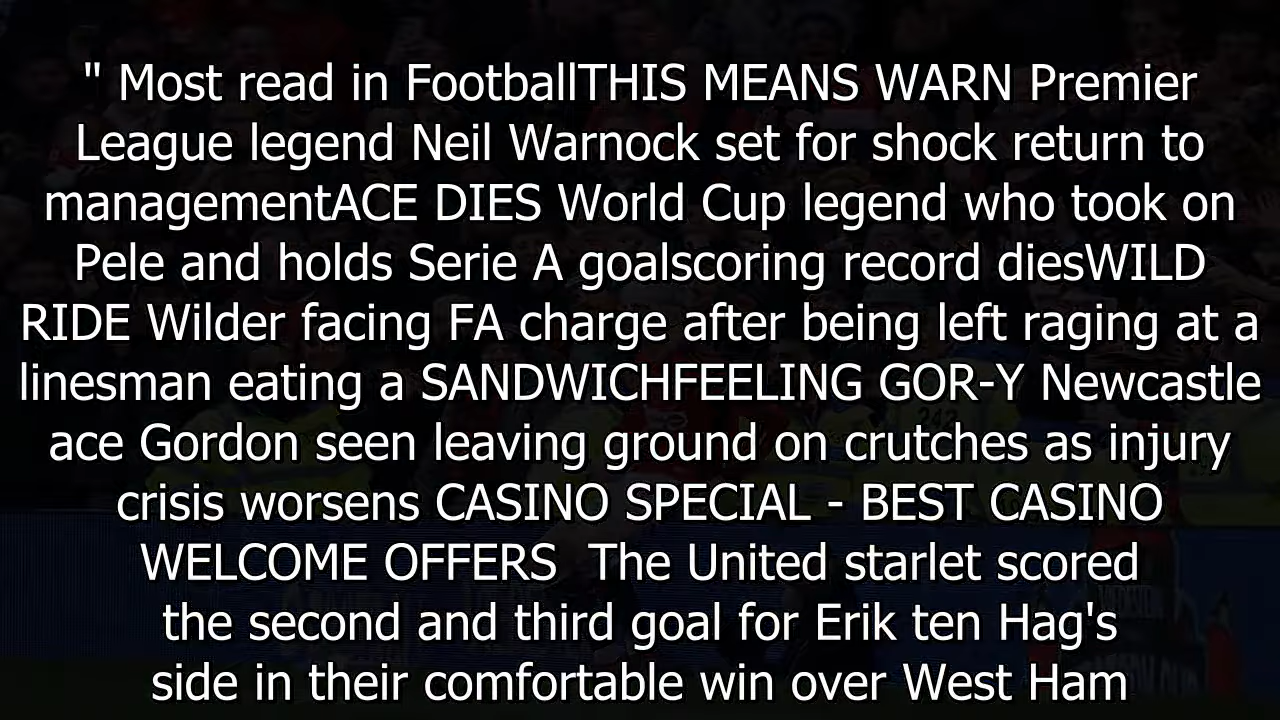 " Most read in FootballTHIS MEANS WARN Premier
League legend Neil Warnock set for shock return to
managementACE DIES World Cup legend who took on
Pele and holds Serie A goalscoring record diesWILD
RIDE Wilder facing FA charge after being left raging at a
linesman eating a SANDWICHFEELING GOR-Y Newcastle
ace Gordon seen leaving ground on crutches as injury
crisis worsens CASINO SPECIAL - BEST CASINO
WELCOME OFFERS  The United starlet scored
the second and third goal for Erik ten Hag's
side in their comfortable win over West Ham
242